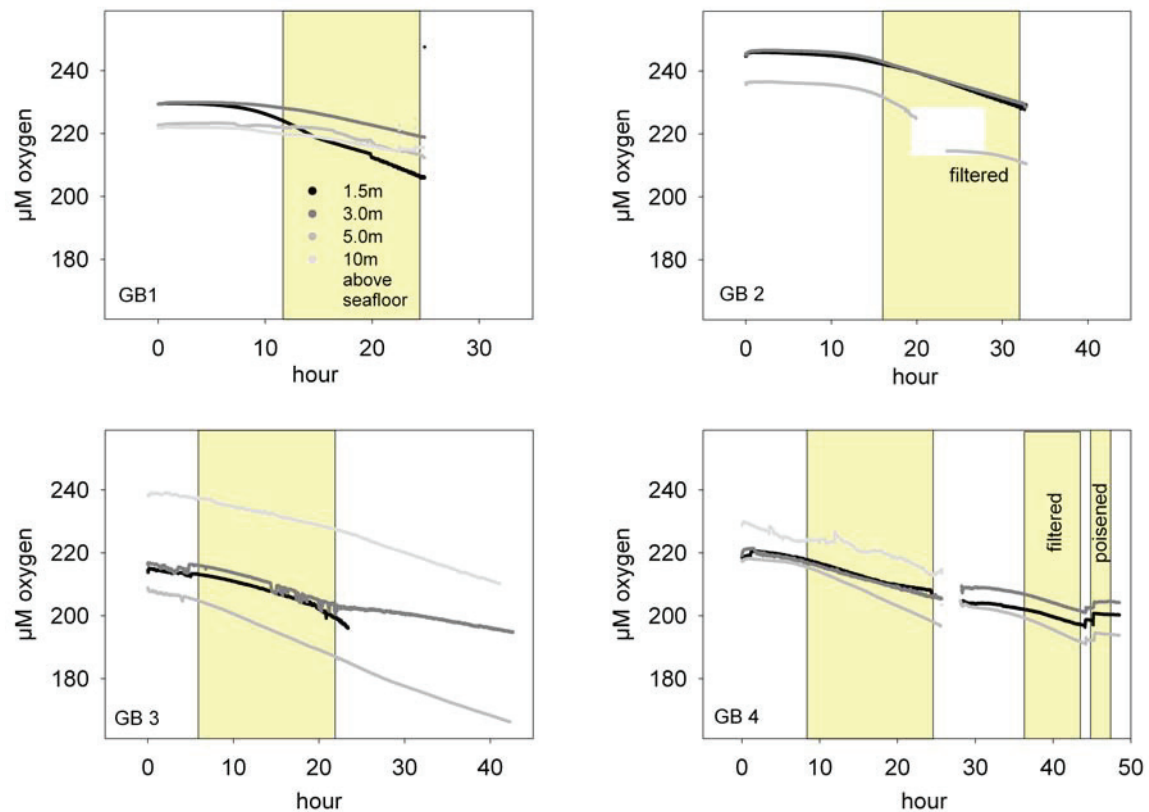 240
220
200
180
µM oxygen
1.5m
3.0m
5.0m
10m
above
seafloor
GB1
0 10 20 30
hour
240
220
200
180
µM oxygen
filtered
GB 2
0 10 20 30 40
hour
240
220
200
180
µM oxygen
GB 3
0 10 20 30 40
hour
240
220
200
180
µM oxygen
filtered
poisened
GB 4
0 10 20 30 40 50
hour